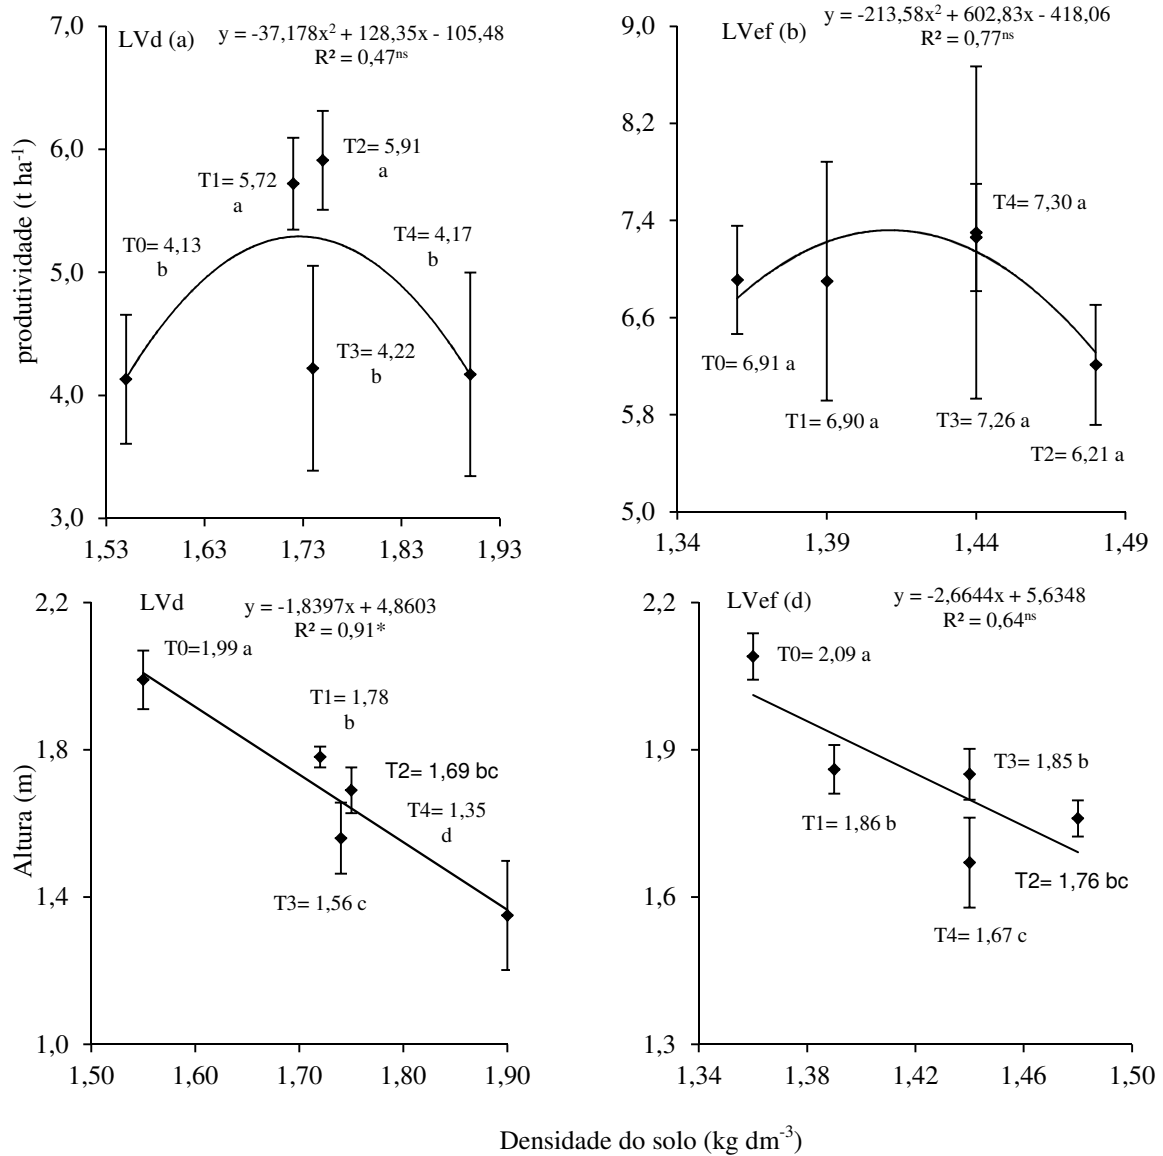 7,0
LVd (a)
y = -37,178x² + 128,35x - 105,48
R² = 0,47ⁿˢ
6,0
5,0
4,0
3,0
produtividade (t ha⁻¹)
T0= 4,13
b
T1= 5,72
a
T2= 5,91
a
T3= 4,22
b
T4= 4,17
b
1,53
1,63
1,73
1,83
1,93
9,0
LVef (b)
y = -213,58x² + 602,83x - 418,06
R² = 0,77ⁿˢ
8,2
7,4
6,6
5,8
5,0
T0= 6,91 a
T1= 6,90 a
T4= 7,30 a
T3= 7,26 a
T2= 6,21 a
1,34
1,39
1,44
1,49
2,2
LVd
y = -1,8397x + 4,8603
R² = 0,91*
1,8
1,4
1,0
Altura (m)
T0=1,99 a
T1= 1,78
b
T2= 1,69 bc
T4= 1,35
d
T3= 1,56 c
1,50
1,60
1,70
1,80
1,90
2,2
LVef (d)
y = -2,6644x + 5,6348
R² = 0,64ⁿˢ
1,9
1,6
1,3
T0= 2,09 a
T3= 1,85 b
T1= 1,86 b
T2= 1,76 bc
T4= 1,67 c
1,34
1,38
1,42
1,46
1,50
Densidade do solo (kg dm⁻³)